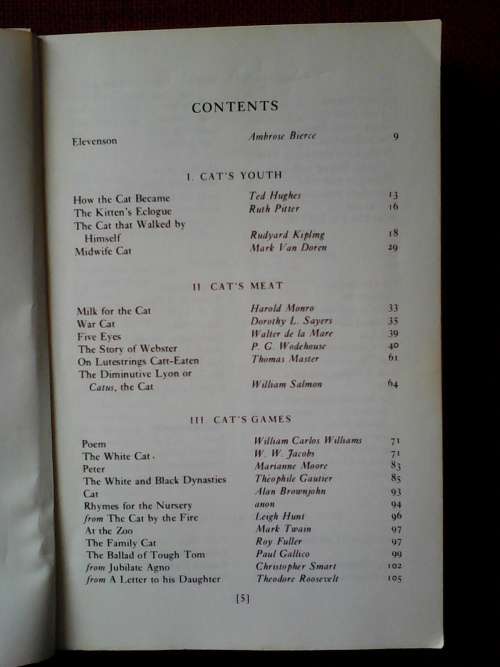 CONTENTS
Elevenson Ambrose Bierce 9
I. CAT'S YOUTH
How the Cat Became Ted Hughes 13
The Kitten's Eclogue Ruth Pitter 16
The Cat that Walked by
Himself Rudyard Kipling 18
Midwife Cat Mark Van Doren 29
II CAT'S MEAT
Milk for the Cat Harold Monro 33
War Cat Dorothy L. Sayers 35
Five Eyes Walter de la Mare 39
The Story of Webster P. G. Wodehouse 40
On Lutestrings Catt-Eaten Thomas Master 61
The Diminutive Lyon or
Catus, the Cat William Salmon 64
III CAT'S GAMES
Poem William Carlos Williams 71
The White Cat. W. W. Jacobs 71
Peter Marianne Moore 83
The White and Black Dynasties Théophile Gautier 85
Cat Alan Brownjohn 93
Rhymes for the Nursery anon 94
from The Cat by the Fire Leigh Hunt 96
At the Zoo Mark Twain 97
The Family Cat Roy Fuller 97
The Ballad of Tough Tom Paul Gallico 99
from Jubilate Agno Christopher Smart 102
from A Letter to his Daughter Theodore Roosevelt 105
[5]